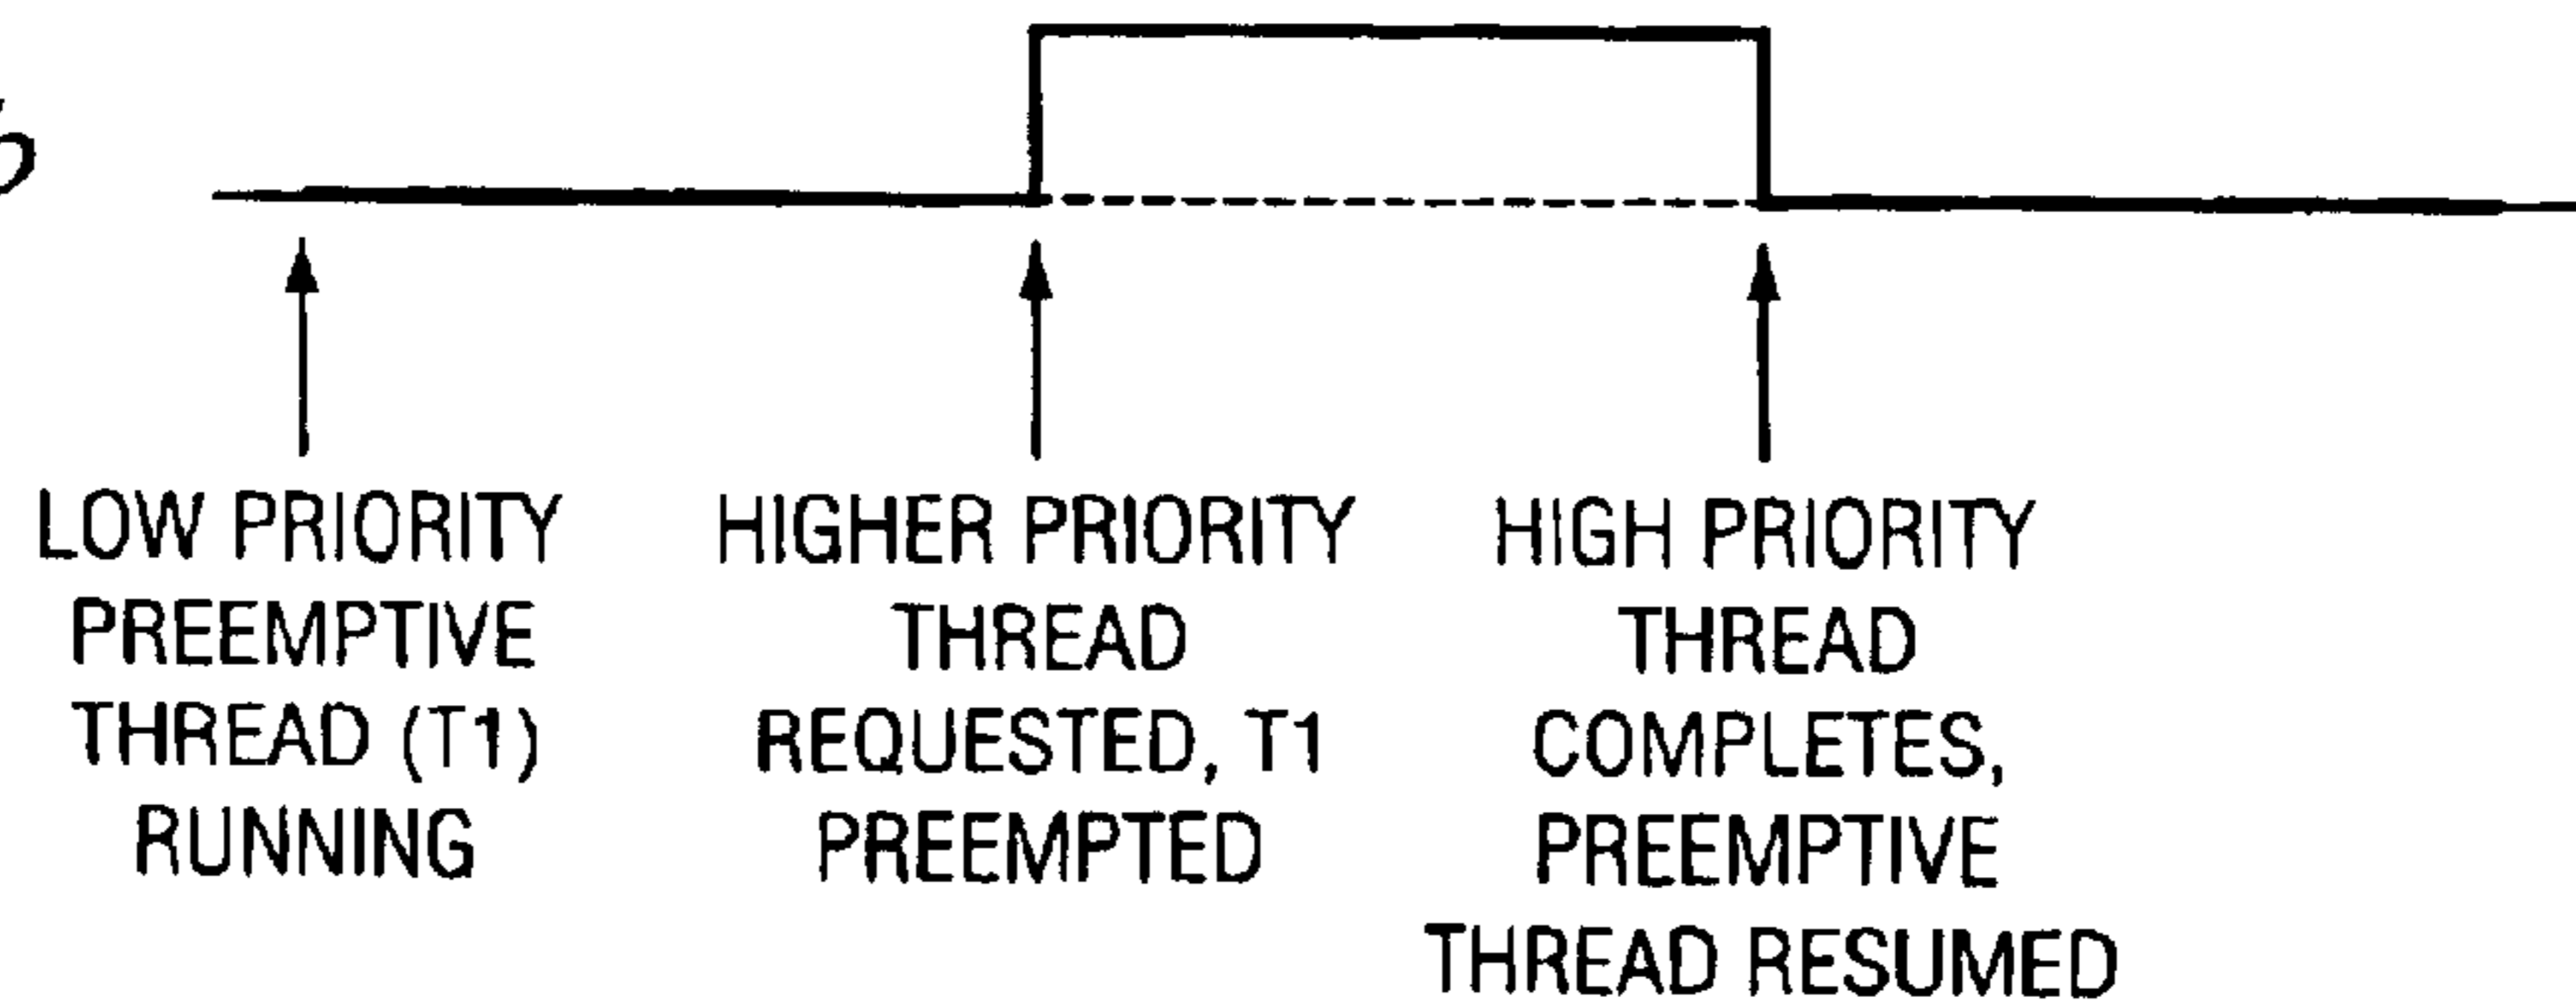 LOW PRIORITY
PREEMPTIVE
THREAD (T1)
RUNNING
HIGHER PRIORITY
THREAD
REQUESTED, T1
PREEMPTED
HIGH PRIORITY
THREAD
COMPLETES,
PREEMPTIVE
THREAD RESUMED